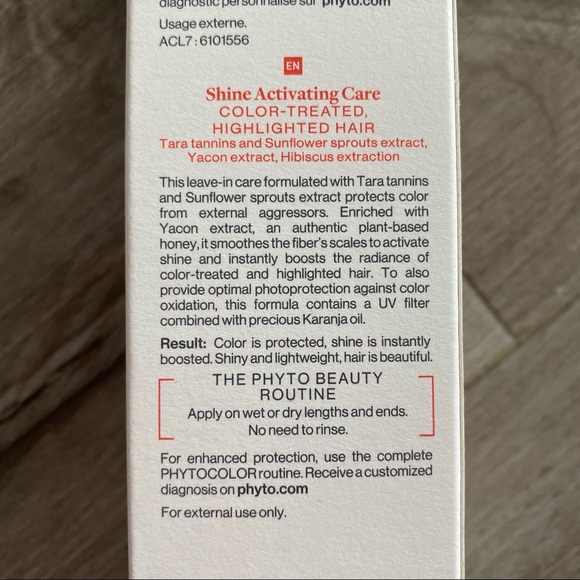 diagnostic personnalisé sur phyto.com
Usage externe.
ACL7 : 6101556
EN
Shine Activating Care
COLOR-TREATED,
HIGHLIGHTED HAIR
Tara tannins and Sunflower sprouts extract,
Yacon extract, Hibiscus extraction
This leave-in care formulated with Tara tannins
and Sunflower sprouts extract protects color
from external aggressors. Enriched with
Yacon extract, an authentic plant-based
honey, it smoothes the fiber's scales to activate
shine and instantly boosts the radiance of
color-treated and highlighted hair. To also
provide optimal photoprotection against color
oxidation, this formula contains a UV filter
combined with precious Karanja oil.
Result: Color is protected, shine is instantly
boosted. Shiny and lightweight, hair is beautiful.
THE PHYTO BEAUTY
ROUTINE
Apply on wet or dry lengths and ends.
No need to rinse.
For enhanced protection, use the complete
PHYTOCOLOR routine. Receive a customized
diagnosis on phyto.com
For external use only.